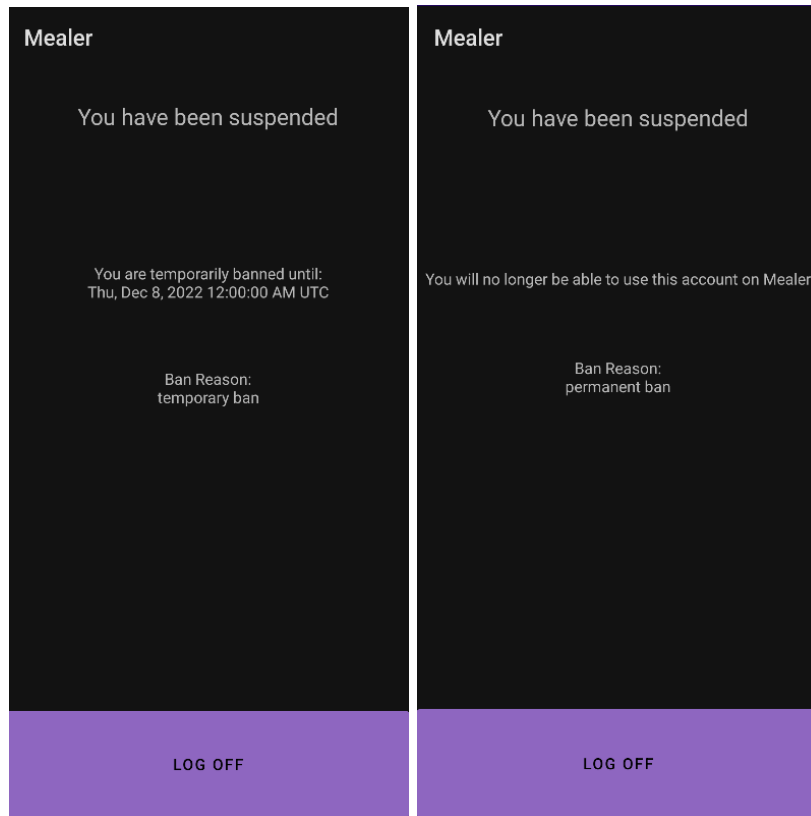 Mealer
You have been suspended
You are temporarily banned until:
Thu, Dec 8, 2022 12:00:00 AM UTC
Ban Reason:
temporary ban
LOG OFF
Mealer
You have been suspended
You will no longer be able to use this account on Mealer
Ban Reason:
permanent ban
LOG OFF